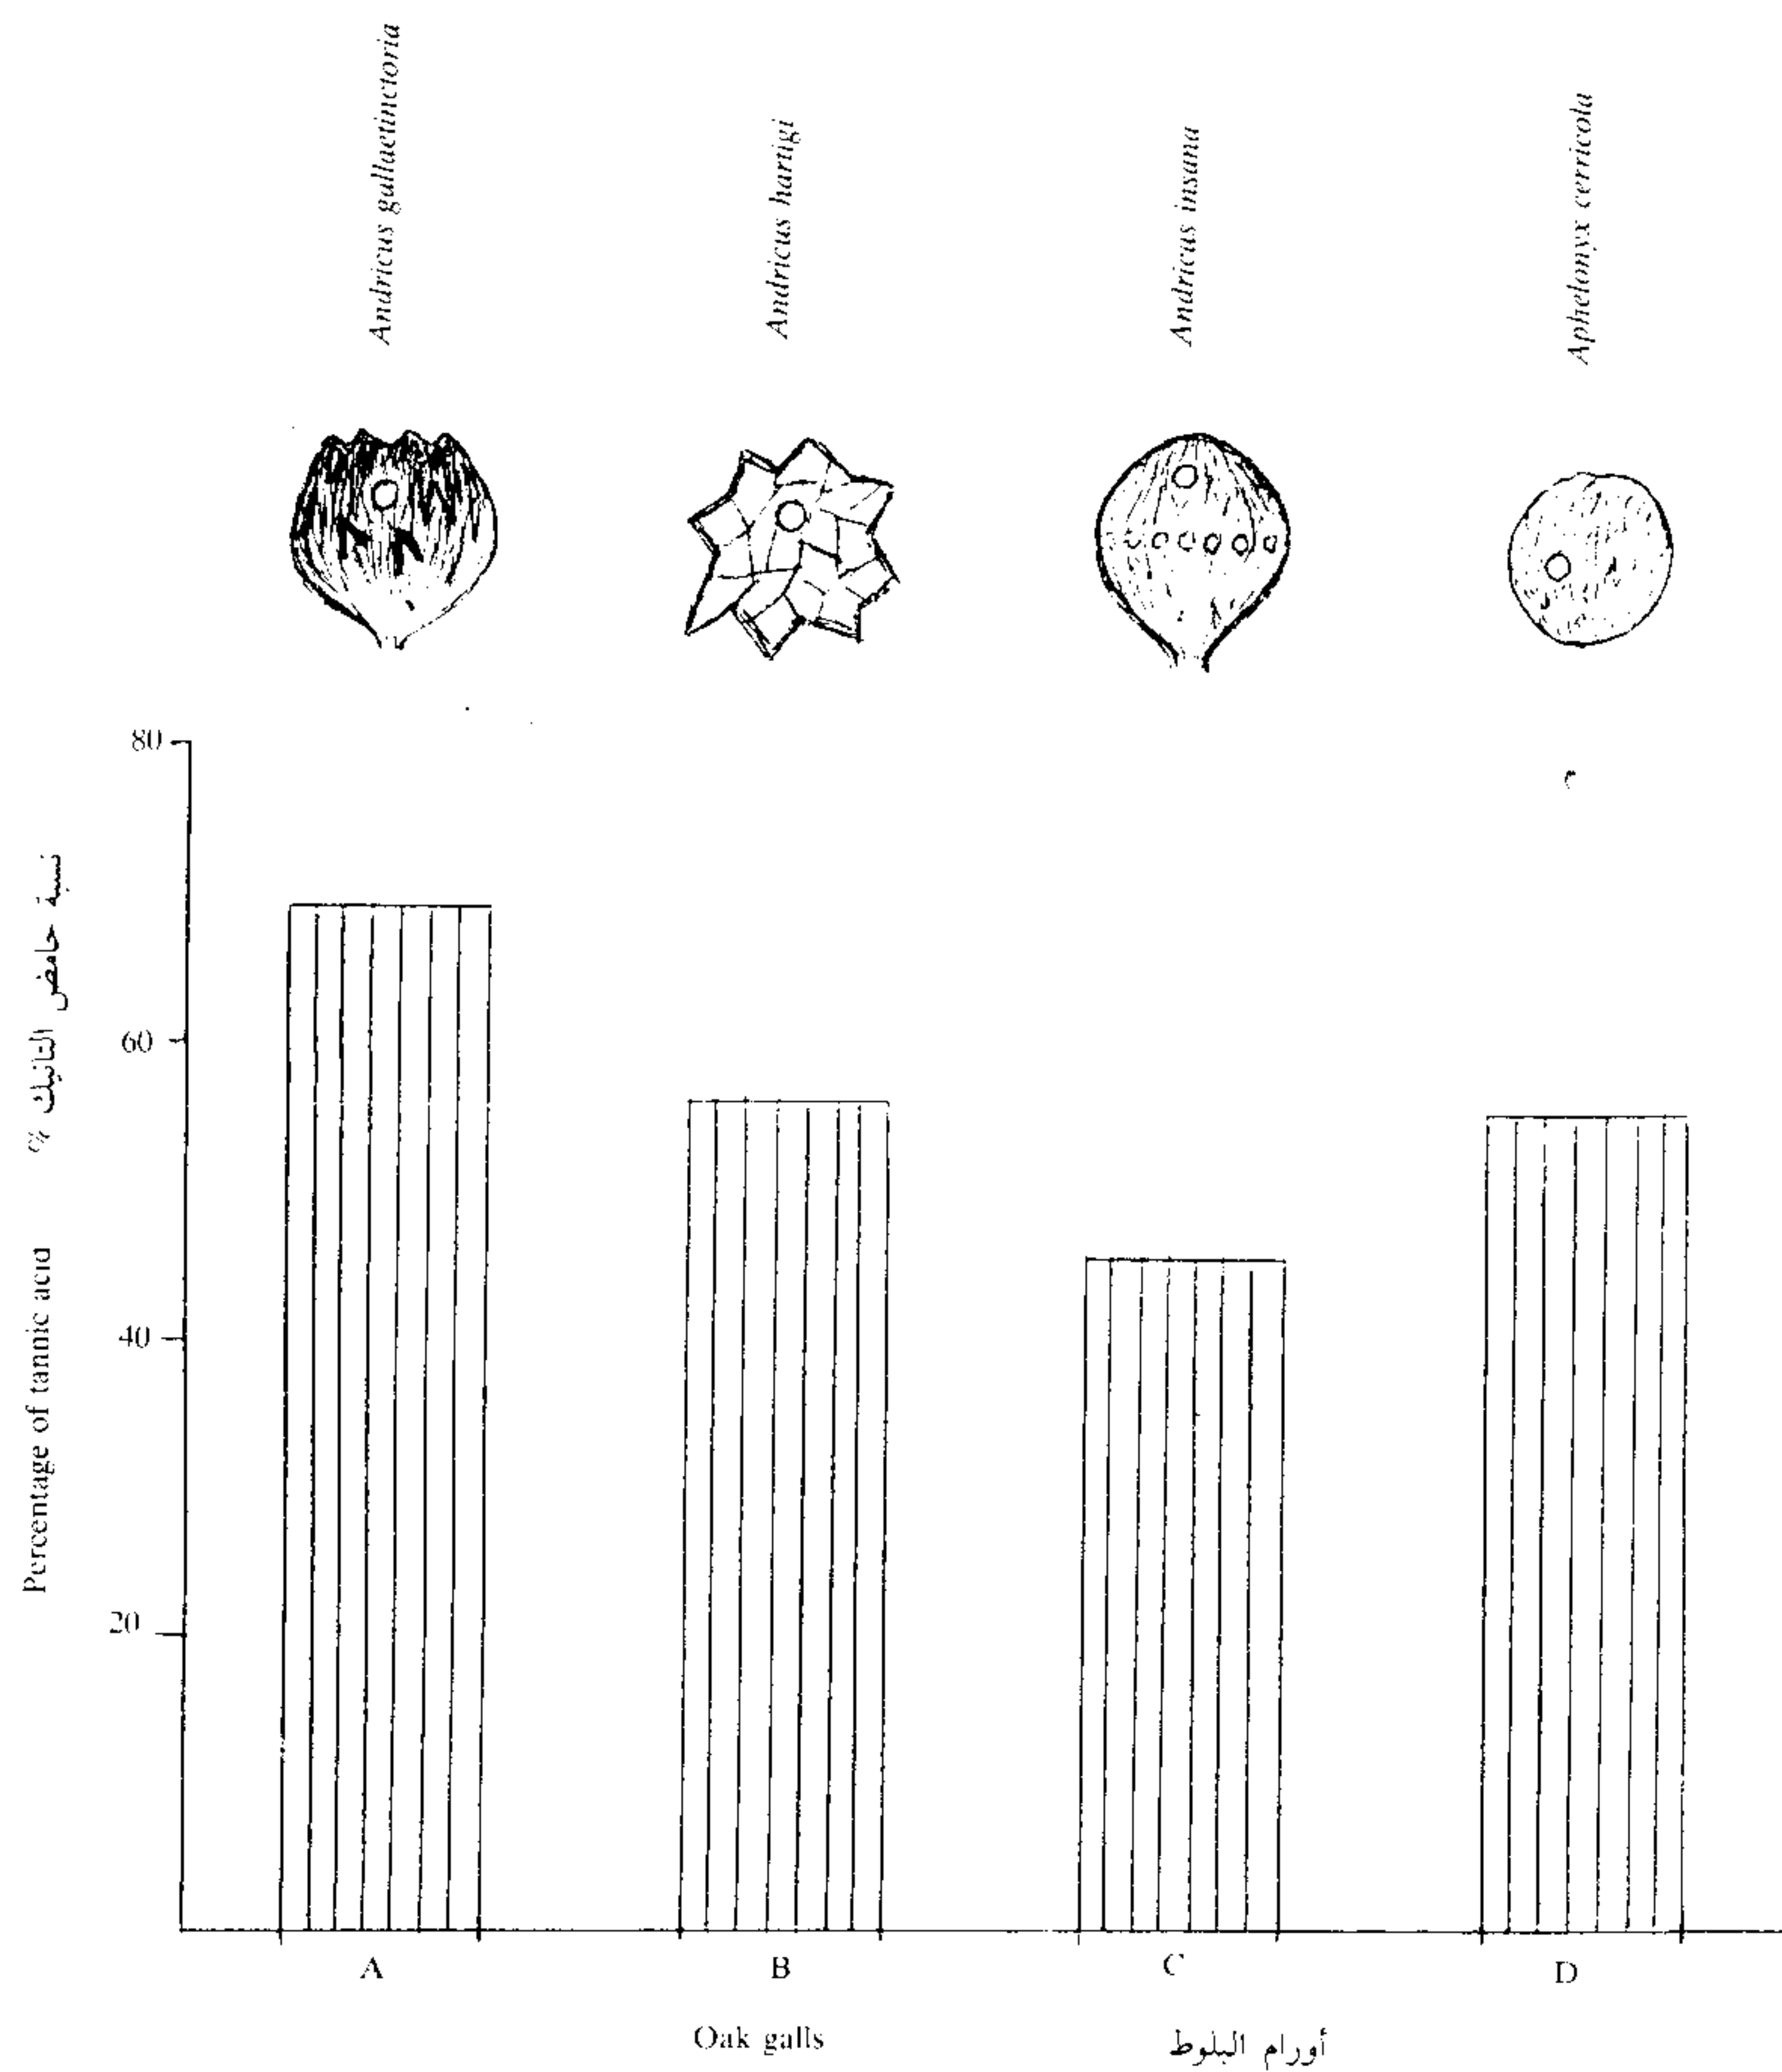 Andricus gallaetinctoria
Andricus hartigi
Andricus insana
Aphelonyx cerricola
80
60
40
20
نسبة حامض التانيك %
Percentage of tannic acid
A
B
C
D
Oak galls
أورام البلوط